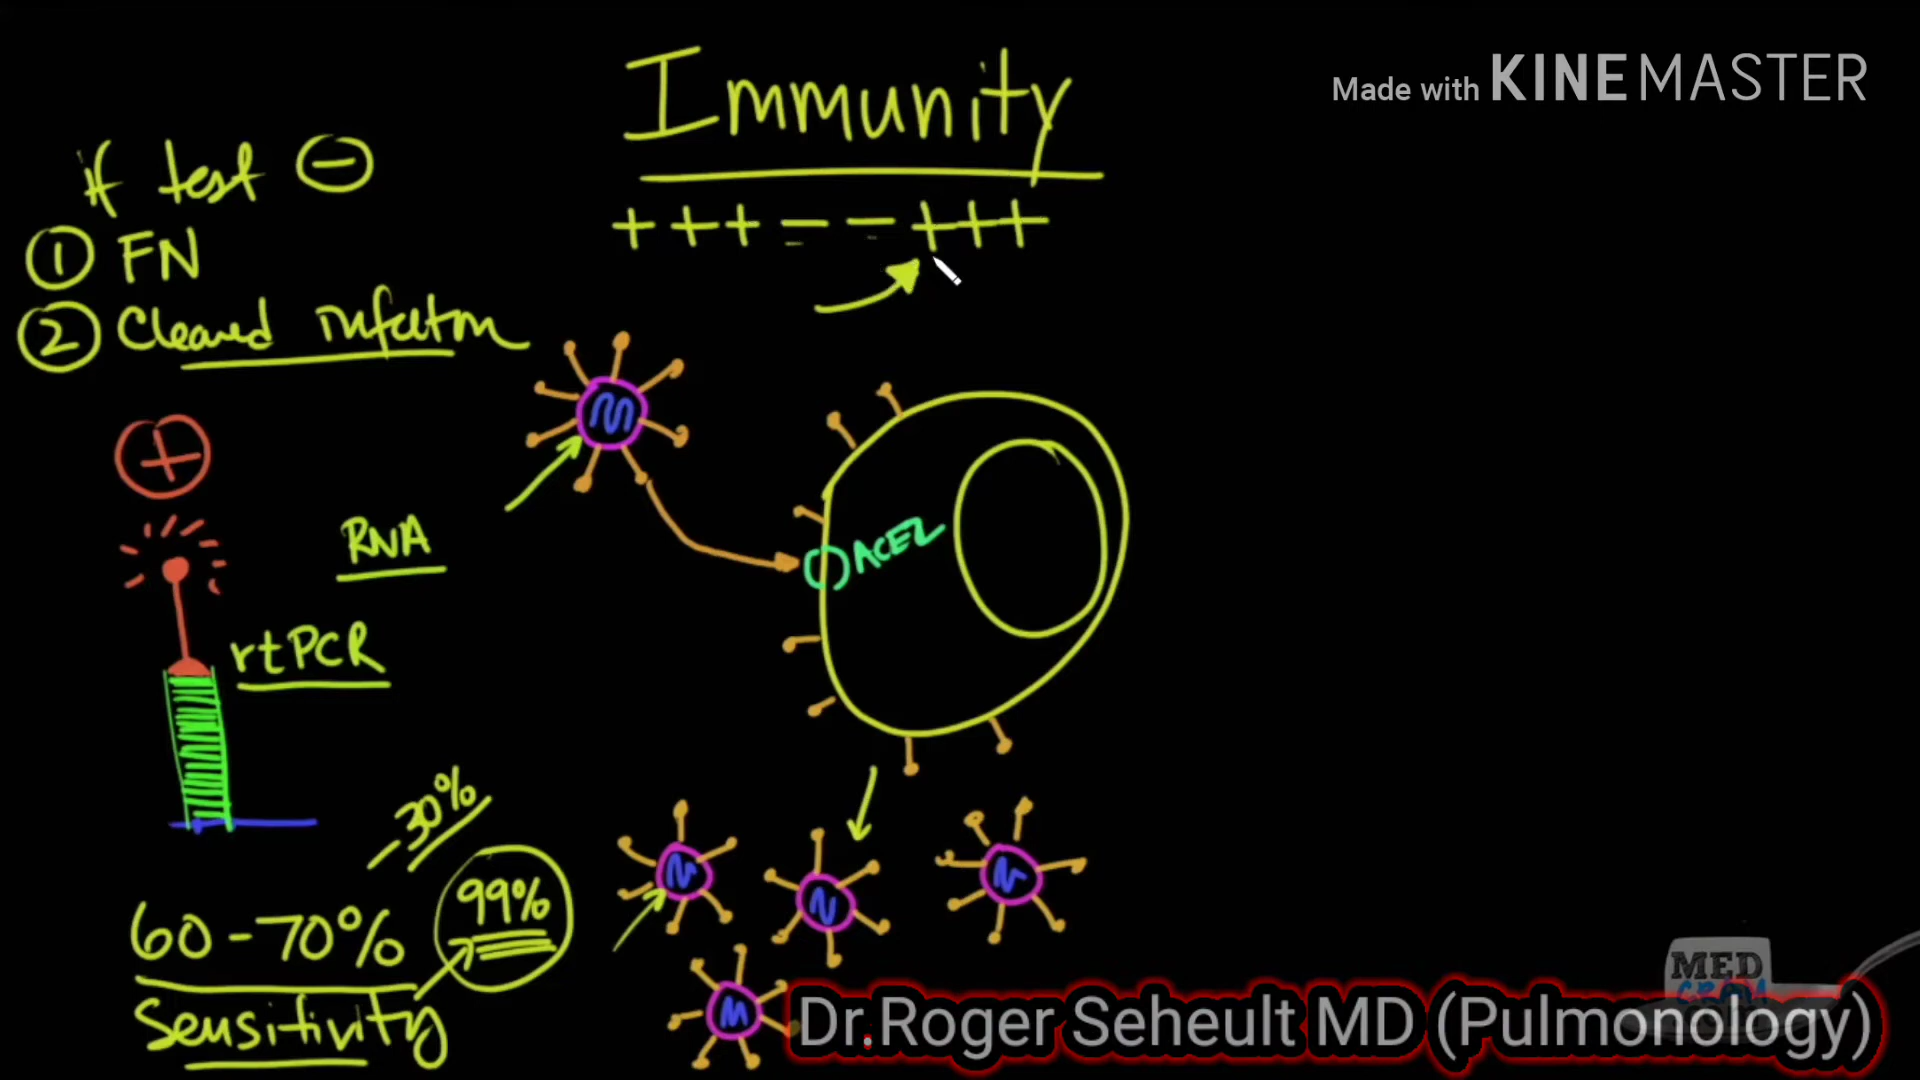 Immunity
Made with KINEMASTER
if test ⊖
+ + + − − + + +
① FN
② Cleared infection
RNA
ACE2
rtPCR
~30%
99%
60-70%
Sensitivity
MED
CRAM
Dr.Roger Seheult MD (Pulmonology)